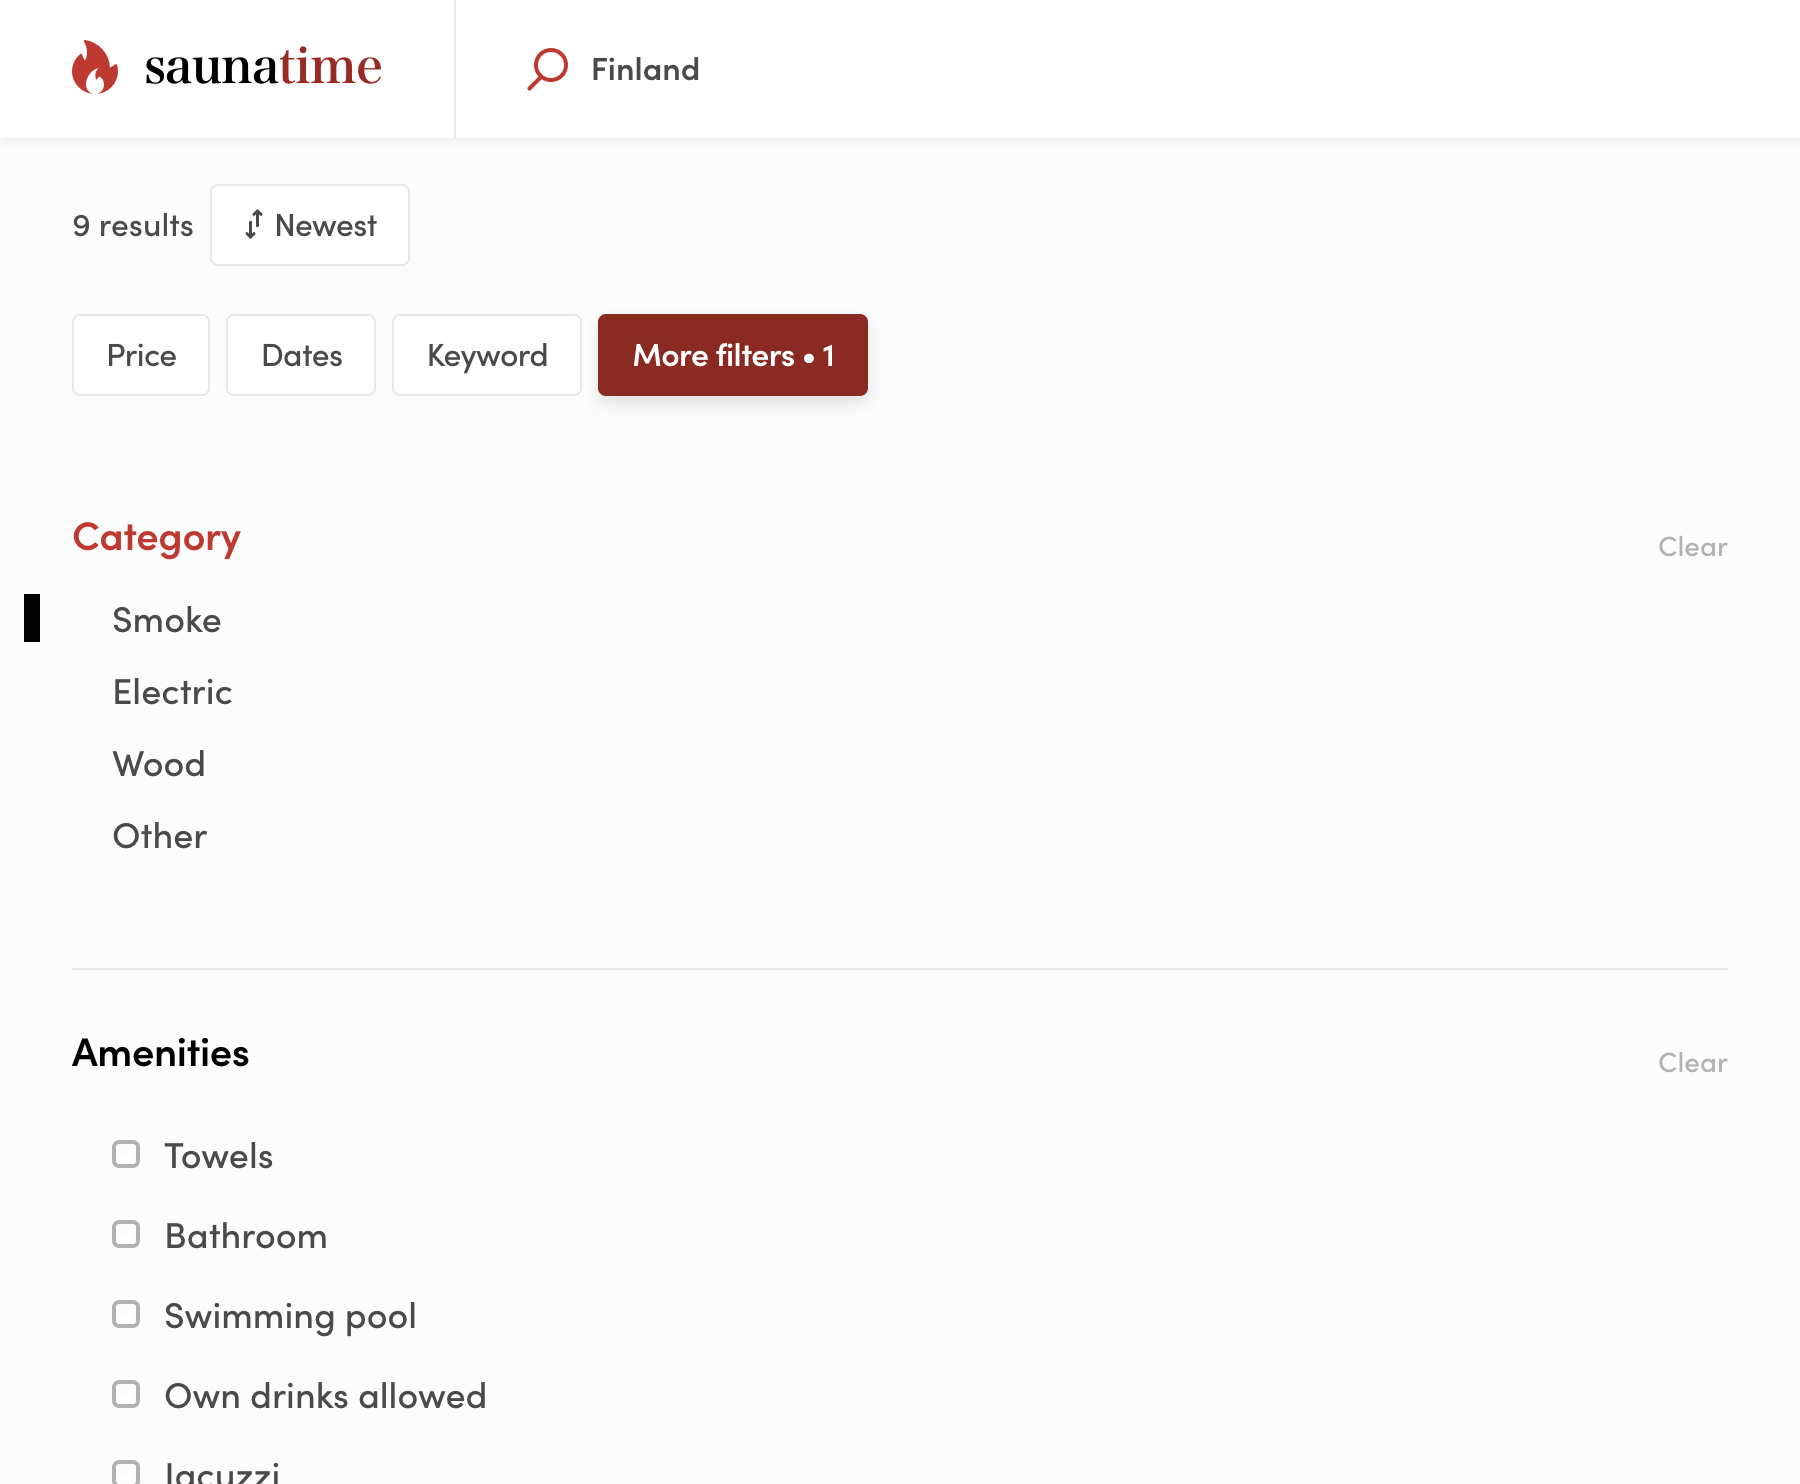 saunatime
Finland
9 results
Newest
Price
Dates
Keyword
More filters • 1
Category
Clear
Smoke
Electric
Wood
Other
Amenities
Clear
Towels
Bathroom
Swimming pool
Own drinks allowed
Jacuzzi